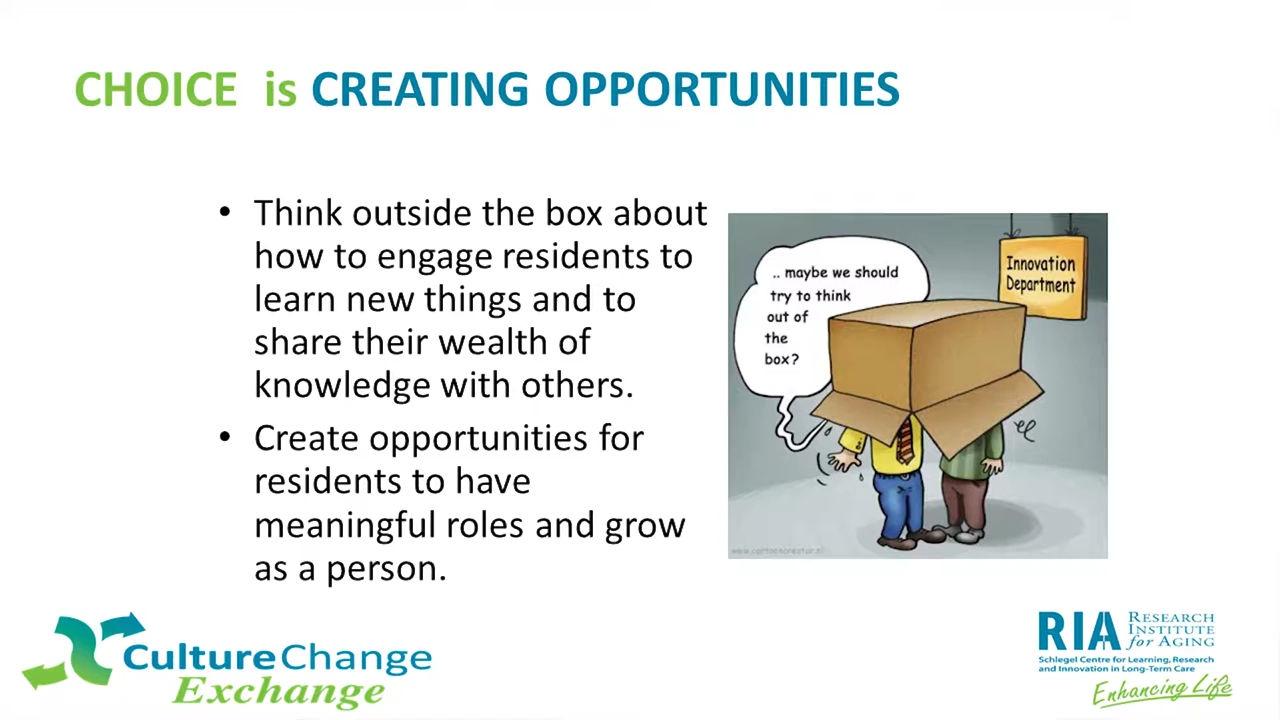 CHOICE is CREATING OPPORTUNITIES
• Think outside the box about
how to engage residents to
learn new things and to
share their wealth of
knowledge with others.
• Create opportunities for
residents to have
meaningful roles and grow
as a person.
.. maybe we should
try to think
out of
the
box?
Innovation
Department
CultureChange
Exchange
RIA
RESEARCH
INSTITUTE
for AGING
Schlegel Centre for Learning, Research
and Innovation in Long-Term Care
Enhancing Life